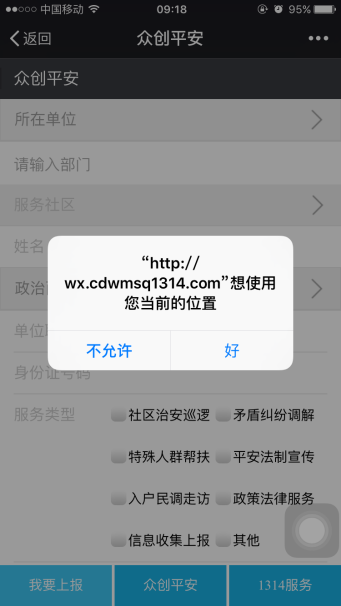 中国移动 09:18 95%
返回 众创平安
众创平安
所在单位
请输入部门
服务社区
姓名
“http://
wx.cdwmsq1314.com”想使用
您当前的位置
政治
不允许 好
单位
身份证号码
服务类型 社区治安巡逻 矛盾纠纷调解
特殊人群帮扶 平安法制宣传
入户民调走访 政策法律服务
信息收集上报 其他
我要上报 众创平安 1314服务